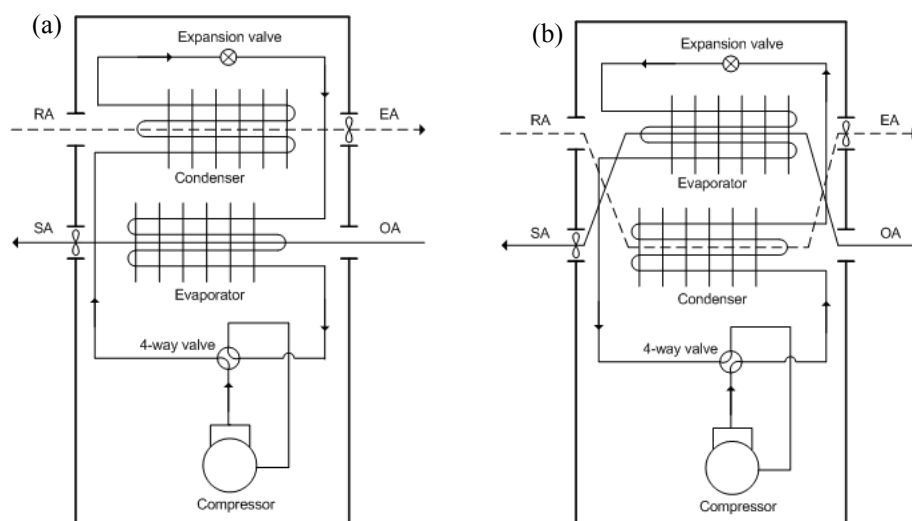 (a)
Expansion valve
RA
EA
Condenser
SA
OA
Evaporator
4-way valve
Compressor
(b)
Expansion valve
RA
EA
Evaporator
SA
OA
Condenser
4-way valve
Compressor